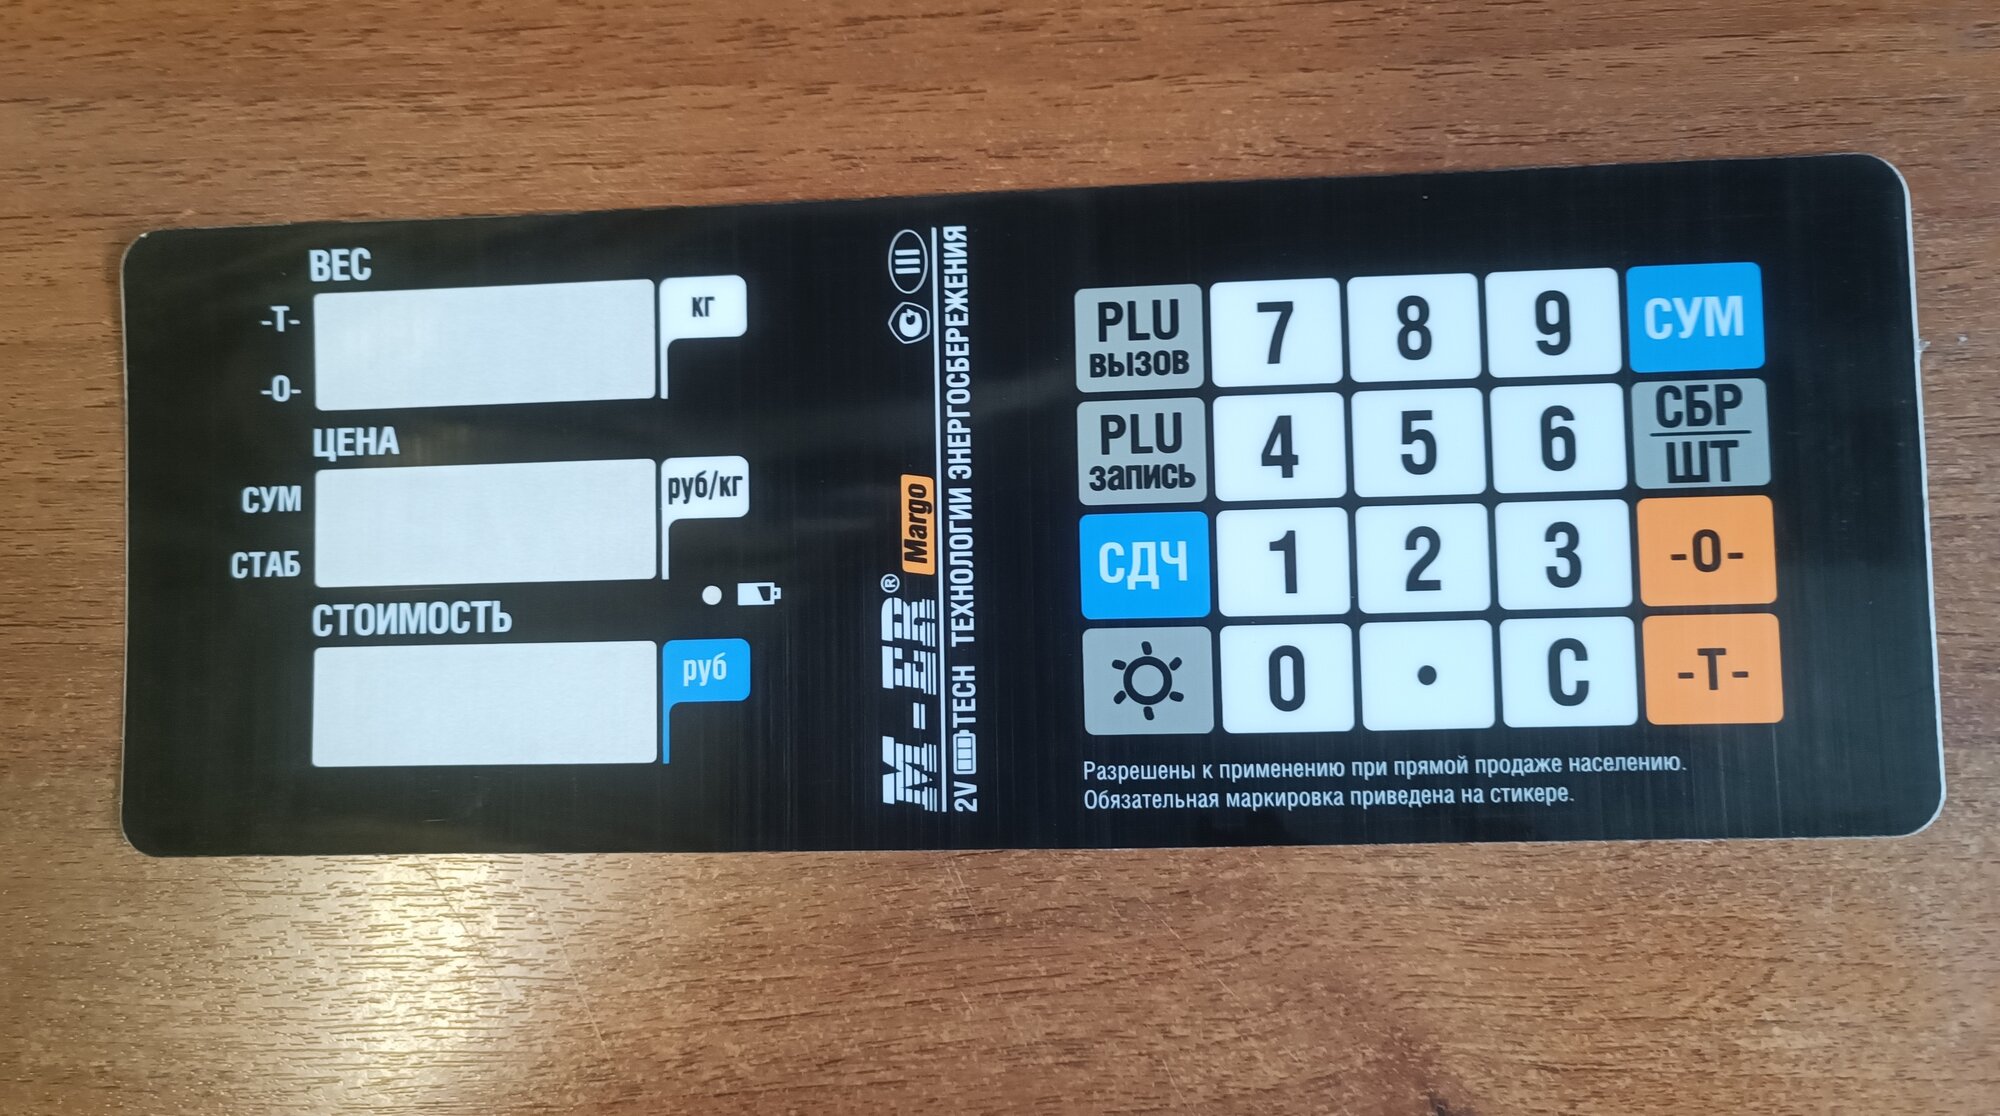 ВЕС
-T-
кг
-0-
ЦЕНА
СУМ
руб/кг
СТАБ
СТОИМОСТЬ
руб
M-ER® Margo
2V TECH ТЕХНОЛОГИИ ЭНЕРГОСБЕРЕЖЕНИЯ
PLU ВЫЗОВ
7
8
9
СУМ
PLU запись
4
5
6
СБР
ШТ
СДЧ
1
2
3
-0-
0
.
C
-T-
Разрешены к применению при прямой продаже населению.
Обязательная маркировка приведена на стикере.